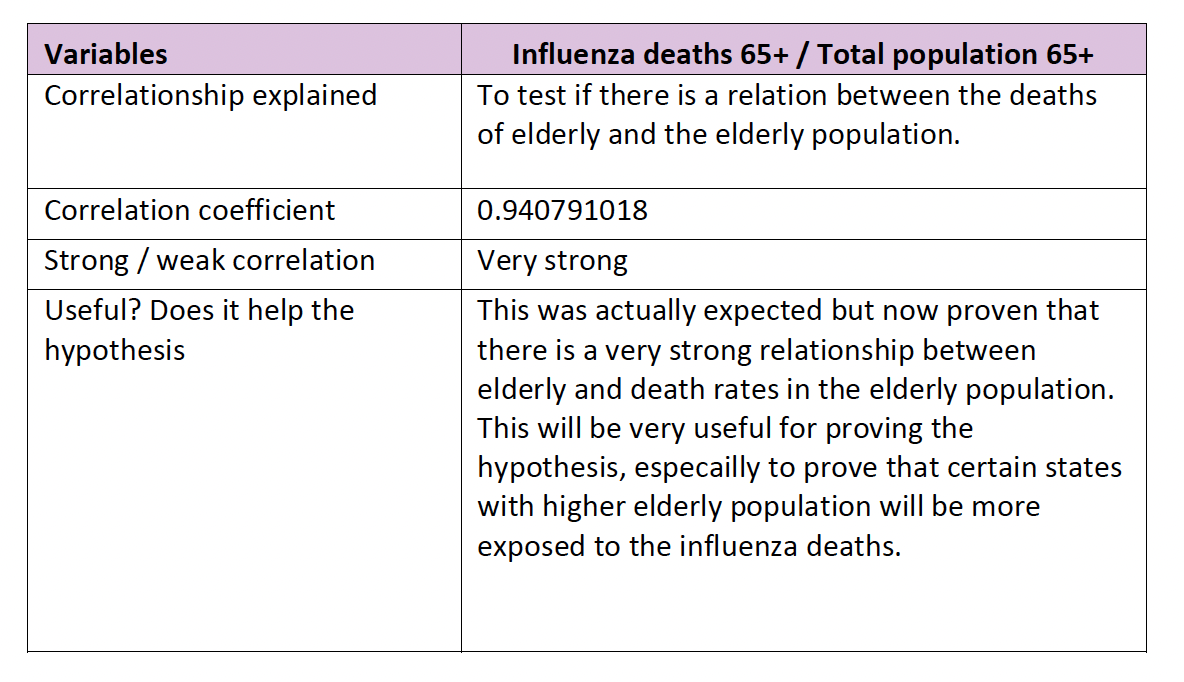 Variables
Influenza deaths 65+ / Total population 65+
Correlationship explained
To test if there is a relation between the deaths
of elderly and the elderly population.
Correlation coefficient
0.940791018
Strong / weak correlation
Very strong
Useful? Does it help the
hypothesis
This was actually expected but now proven that
there is a very strong relationship between
elderly and death rates in the elderly population.
This will be very useful for proving the
hypothesis, especailly to prove that certain states
with higher elderly population will be more
exposed to the influenza deaths.